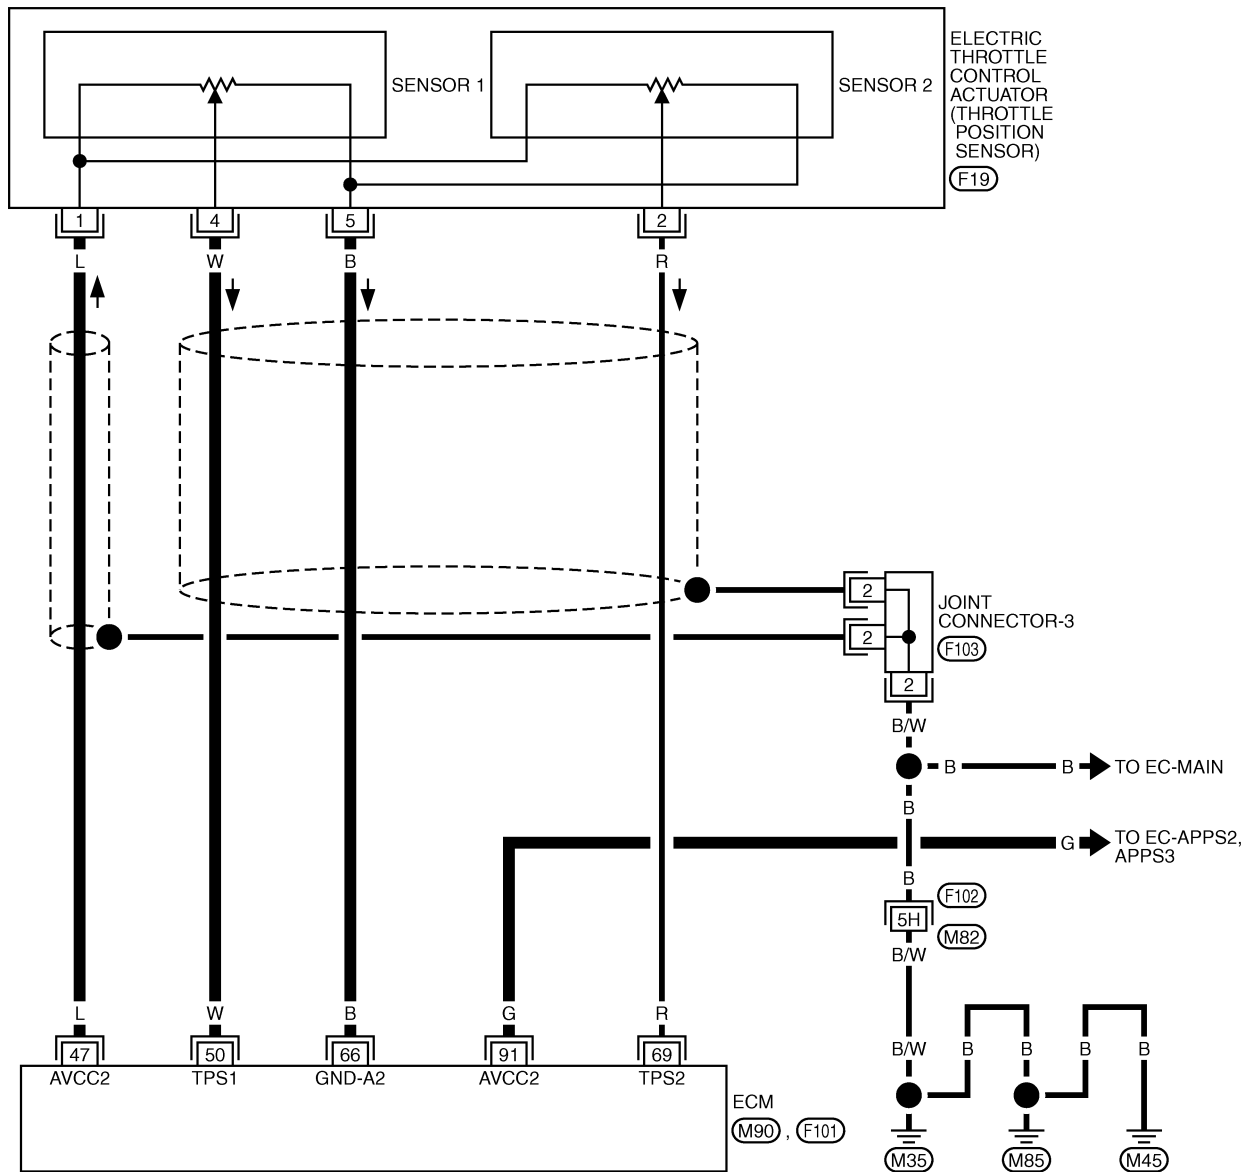 SENSOR 1
SENSOR 2
ELECTRIC
THROTTLE
CONTROL
ACTUATOR
(THROTTLE
POSITION
SENSOR)
F19
1
4
5
2
L
W
B
R
2
JOINT
CONNECTOR-3
2
F103
2
B/W
B
B
TO EC-MAIN
B
G
TO EC-APPS2,
APPS3
B
F102
5H
M82
B/W
L
W
B
G
R
47
50
66
91
69
B/W
B
B
B
B
AVCC2
TPS1
GND-A2
AVCC2
TPS2
ECM
M90 , F101
M35
M85
M45